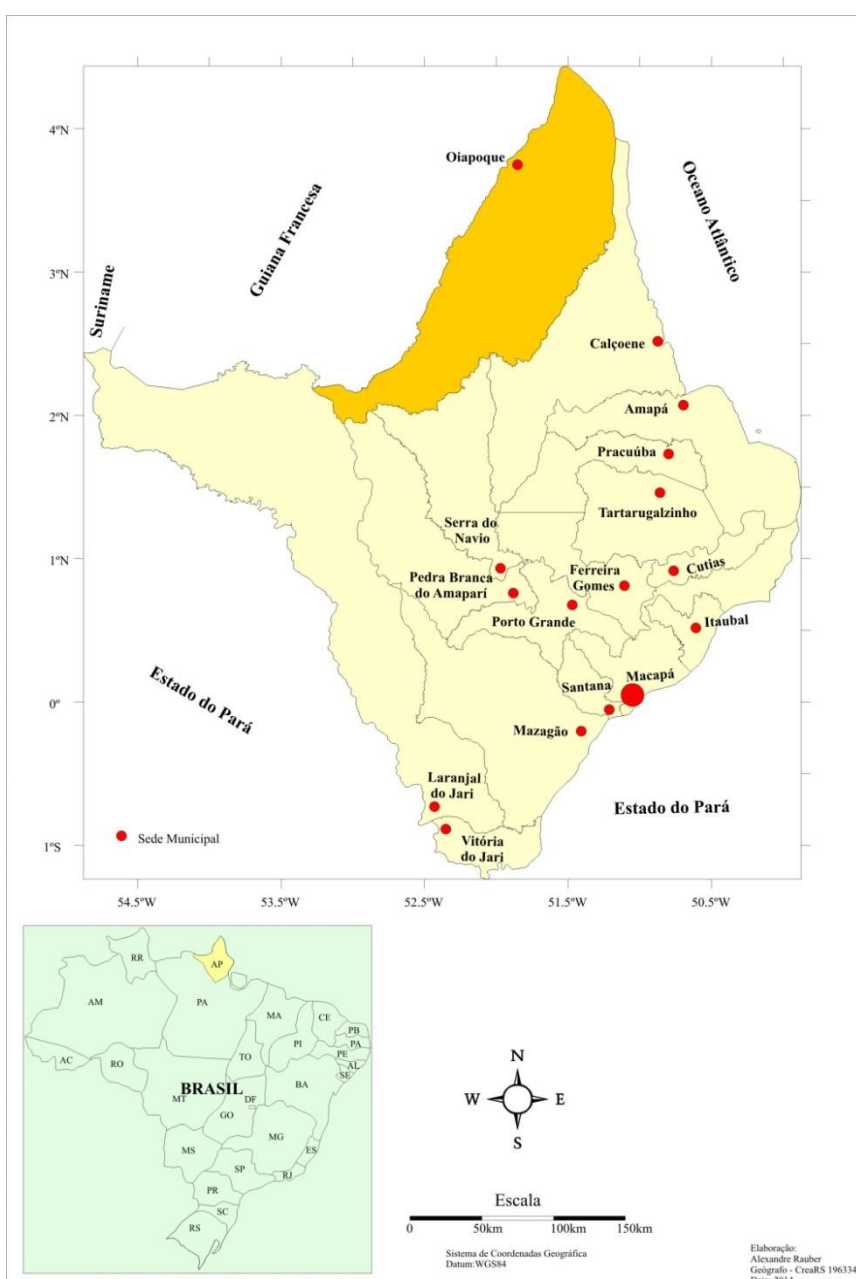 4ºN
3ºN
2ºN
1ºN
0º
1ºS
54.5ºW
53.5ºW
52.5ºW
51.5ºW
50.5ºW
Suriname
Guiana Francesa
Oceano Atlântico
Oiapoque
Calçoene
Amapá
Pracuúba
Tartarugalzinho
Serra do
Navio
Pedra Branca
do Amaparí
Ferreira
Gomes
Cutias
Porto Grande
Itaubal
Macapá
Santana
Mazagão
Estado do Pará
Laranjal
do Jari
Estado do Pará
Vitória
do Jari
Sede Municipal
RR
AP
AM
PA
MA
CE
PB
PA
PI
PE
AL
SE
AC
RO
TO
BRASIL
MT
BA
DF
GO
MG
MS
ES
SP
RJ
PR
SC
RS
N
W
E
S
Escala
0
50km
100km
150km
Sistema de Coordenadas Geográfica
Datum:WGS84
Elaboração:
Alexandre Rauber
Geógrafo - CreaRS 196334